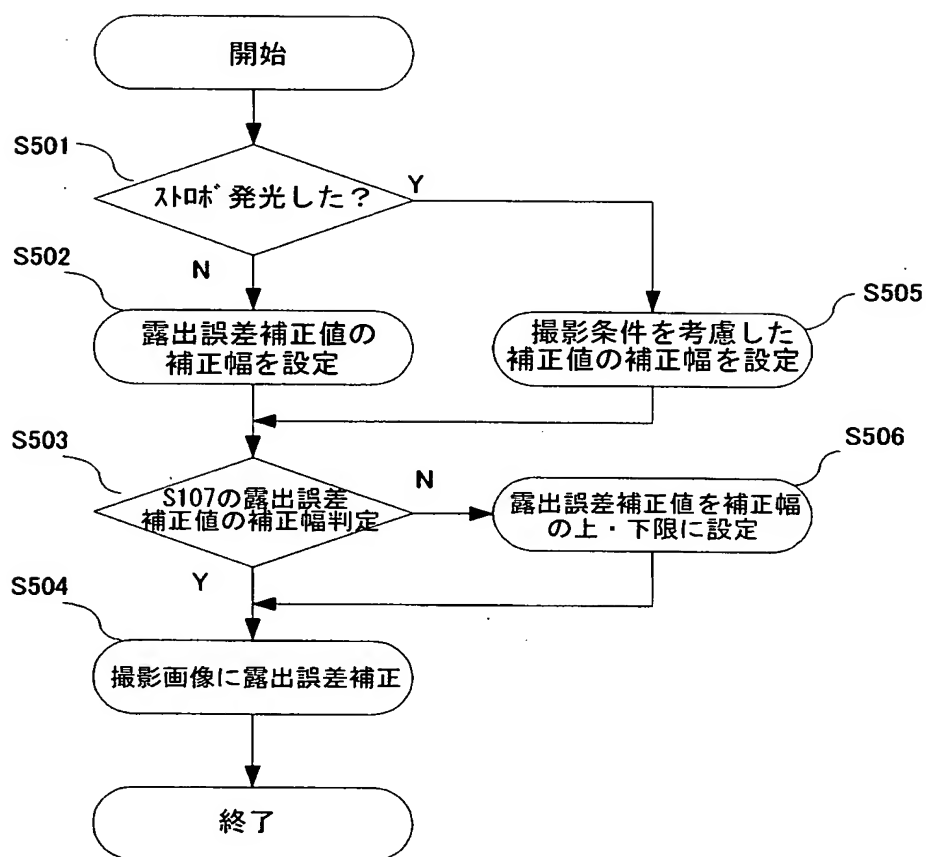 開始
S501
ｽﾄﾛﾎﾞ発光した？
Y
N
S502
露出誤差補正値の
補正幅を設定
S505
撮影条件を考慮した
補正値の補正幅を設定
S503
S107の露出誤差
補正値の補正幅判定
N
Y
S506
露出誤差補正値を補正幅
の上・下限に設定
S504
撮影画像に露出誤差補正
終了